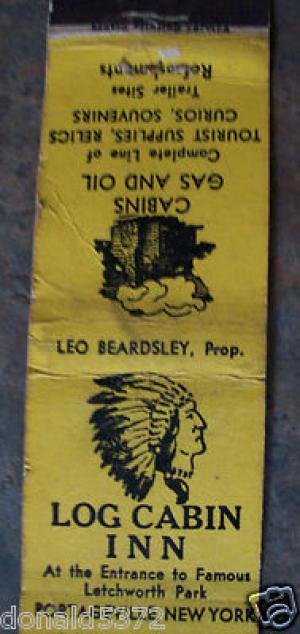 CABINS
GAS AND OIL
Complete Line of
TOURIST SUPPLIES, RELICS
CURIOS, SOUVENIRS
Trailer Sites
Refreshments
LEO BEARDSLEY, Prop.
LOG CABIN
INN
At the Entrance to Famous
Letchworth Park
PORTAGEVILLE, NEW YORK
donald5372